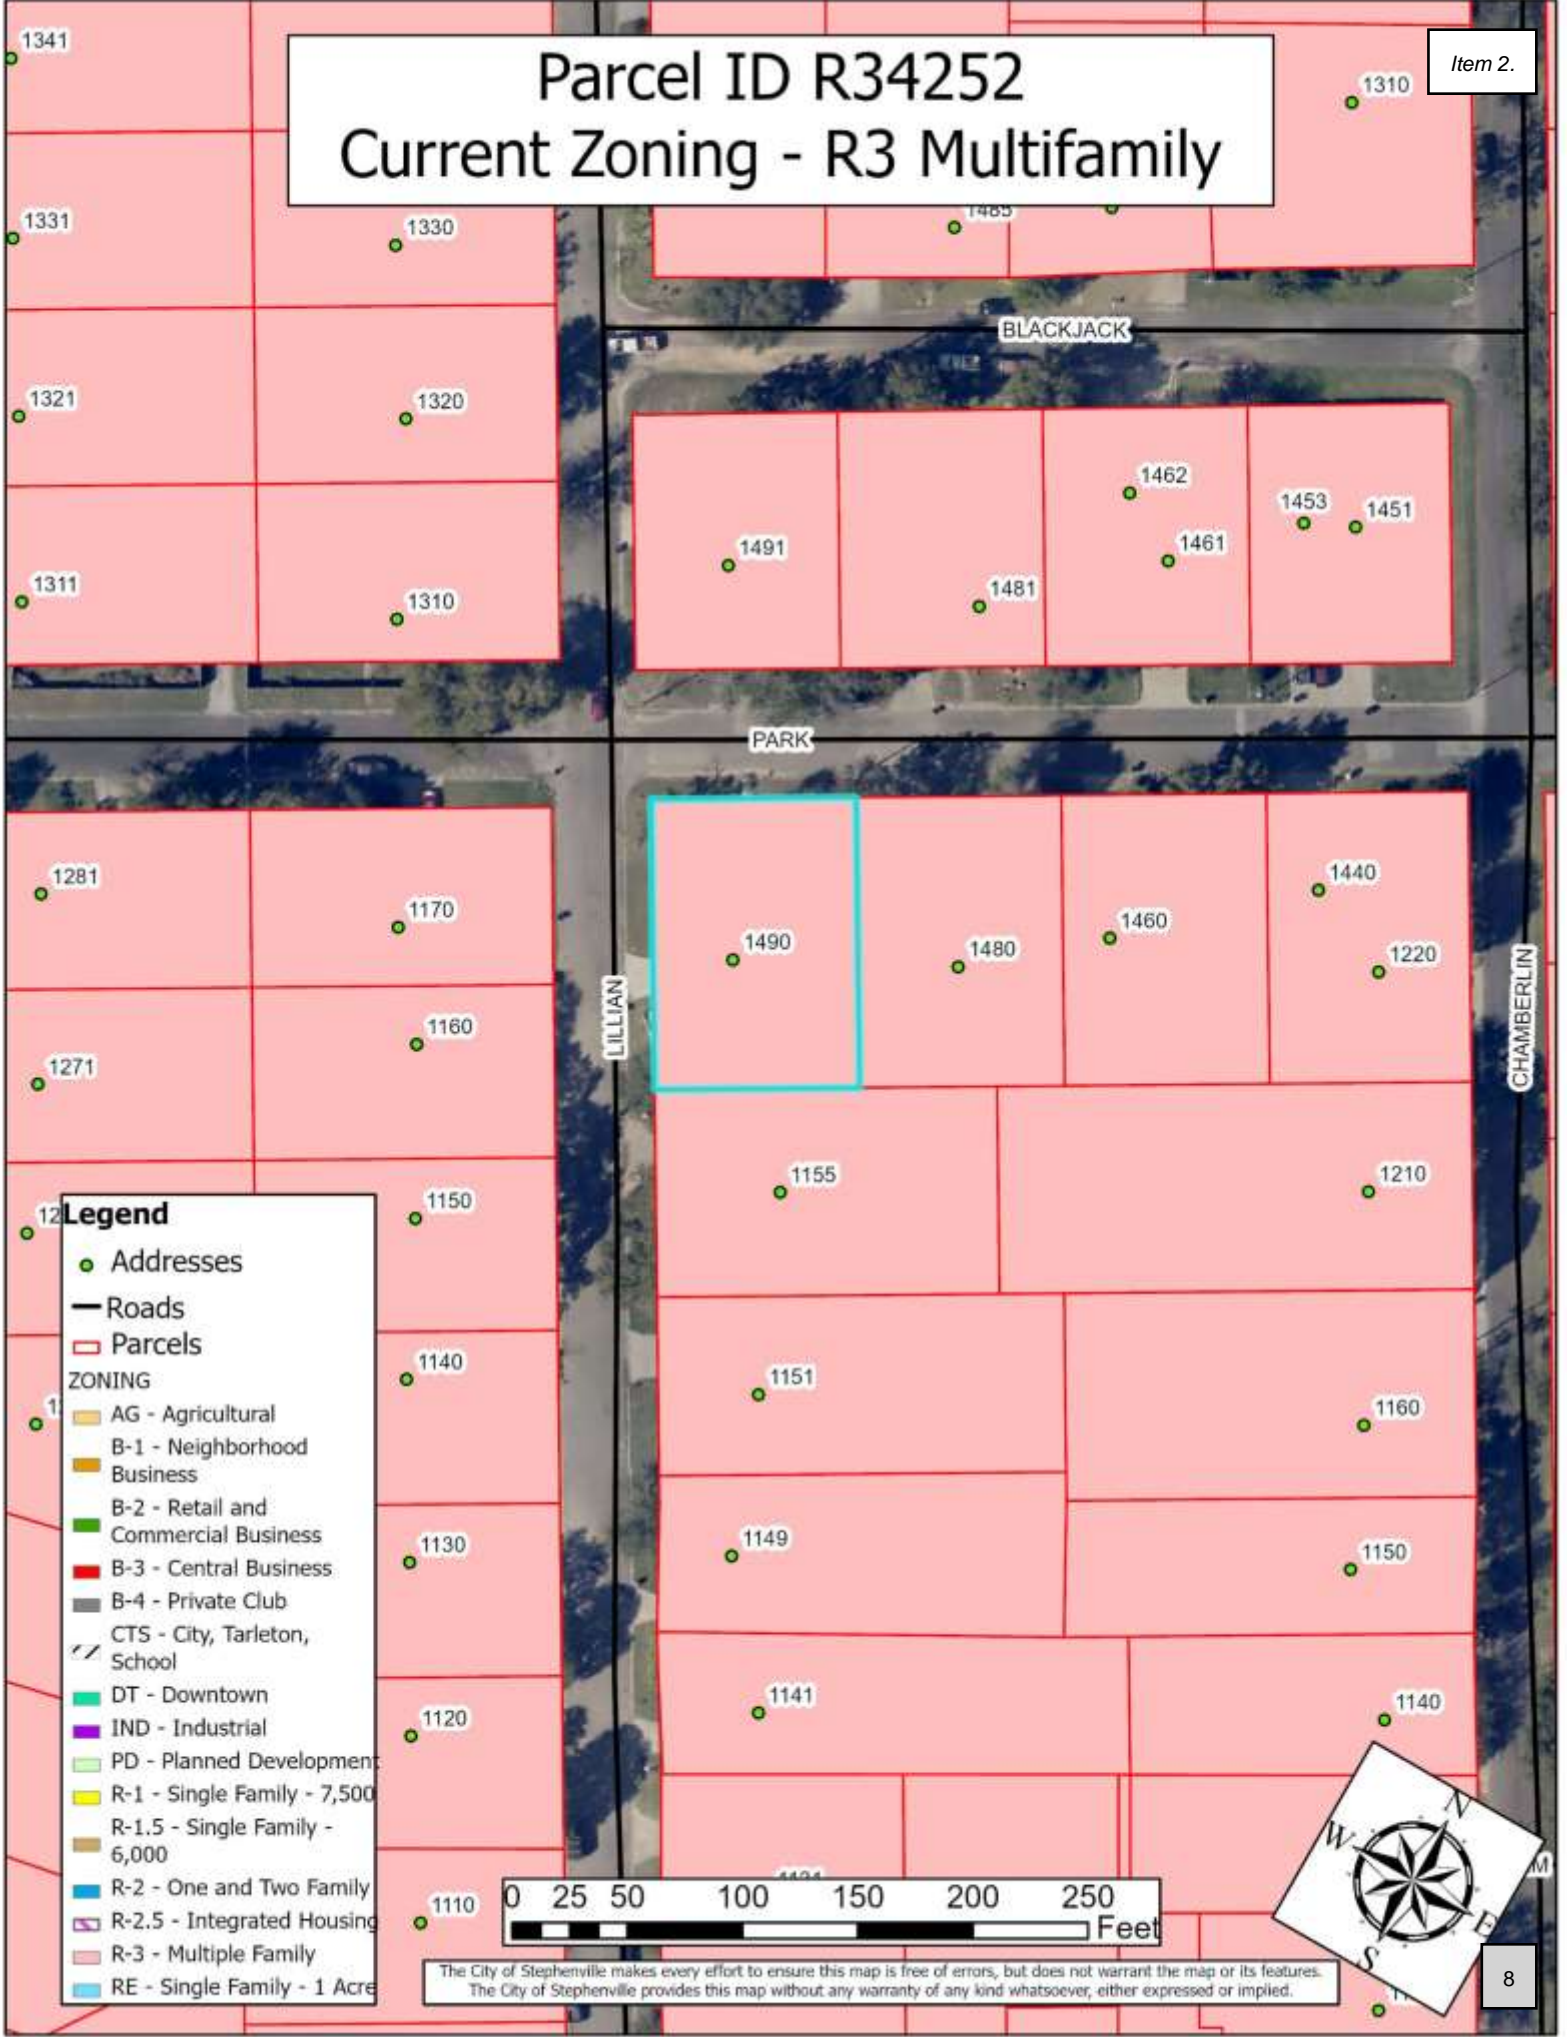 Parcel ID R34252
Current Zoning - R3 Multifamily
Item 2.
1341
1310
1331
1330
1485
BLACKJACK
1321
1320
1462
1453
1451
1491
1461
1311
1310
1481
PARK
1281
1170
1440
1490
1480
1460
1220
LILLIAN
CHAMBERLIN
1271
1160
1155
1210
1150
1151
1140
1160
1149
1130
1150
1141
1120
1140
1110
Legend
Addresses
Roads
Parcels
ZONING
AG - Agricultural
B-1 - Neighborhood
Business
B-2 - Retail and
Commercial Business
B-3 - Central Business
B-4 - Private Club
CTS - City, Tarleton,
School
DT - Downtown
IND - Industrial
PD - Planned Development
R-1 - Single Family - 7,500
R-1.5 - Single Family -
6,000
R-2 - One and Two Family
R-2.5 - Integrated Housing
R-3 - Multiple Family
RE - Single Family - 1 Acre
0 25 50 100 150 200 250
Feet
N
W
E
S
The City of Stephenville makes every effort to ensure this map is free of errors, but does not warrant the map or its features.
The City of Stephenville provides this map without any warranty of any kind whatsoever, either expressed or implied.
8